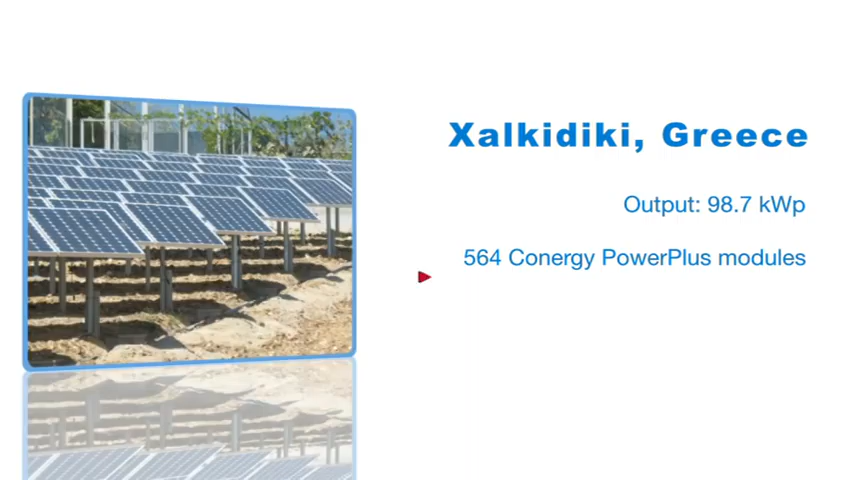 Xalkidiki, Greece
Output: 98.7 kWp
564 Conergy PowerPlus modules